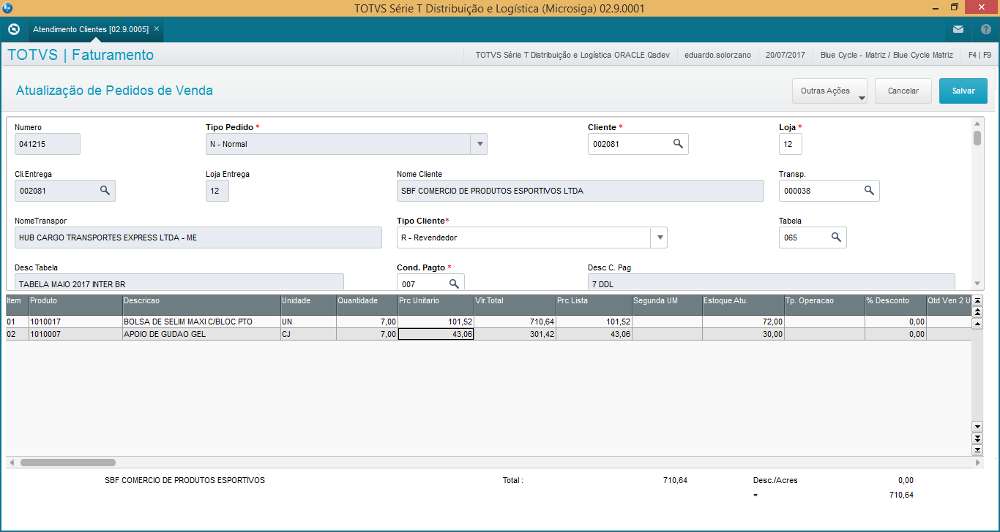 TOTVS Série T Distribuição e Logística (Microsiga) 02.9.0001
Atendimento Clientes [02.9.0005] ×
TOTVS | Faturamento TOTVS Série T Distribuição e Logística ORACLE Qsdev eduardo.solorzano 20/07/2017 Blue Cycle - Matriz / Blue Cycle Matriz F4 | F9
Atualização de Pedidos de Venda Outras Ações Cancelar Salvar
Numero Tipo Pedido * Cliente * Loja *
041215 N - Normal 002081 12
Cli.Entrega Loja Entrega Nome Cliente Transp.
002081 12 SBF COMERCIO DE PRODUTOS ESPORTIVOS LTDA 000038
NomeTranspor Tipo Cliente* Tabela
HUB CARGO TRANSPORTES EXPRESS LTDA - ME R - Revendedor 065
Desc Tabela Cond. Pagto * Desc C. Pag
TABELA MAIO 2017 INTER BR 007 7 DDL
Item Produto Descricao Unidade Quantidade Prc Unitario Vlr.Total Prc Lista Segunda UM Estoque Atu. Tp. Operacao % Desconto Qtd Ven 2 U
01 1010017 BOLSA DE SELIM MAXI C/BLOC PTO UN 7,00 101,52 710,64 101,52 72,00 0,00
02 1010007 APOIO DE GUDAO GEL CJ 7,00 43,06 301,42 43,06 30,00 0,00
SBF COMERCIO DE PRODUTOS ESPORTIVOS Total : 710,64 Desc./Acres 0,00
= 710,64